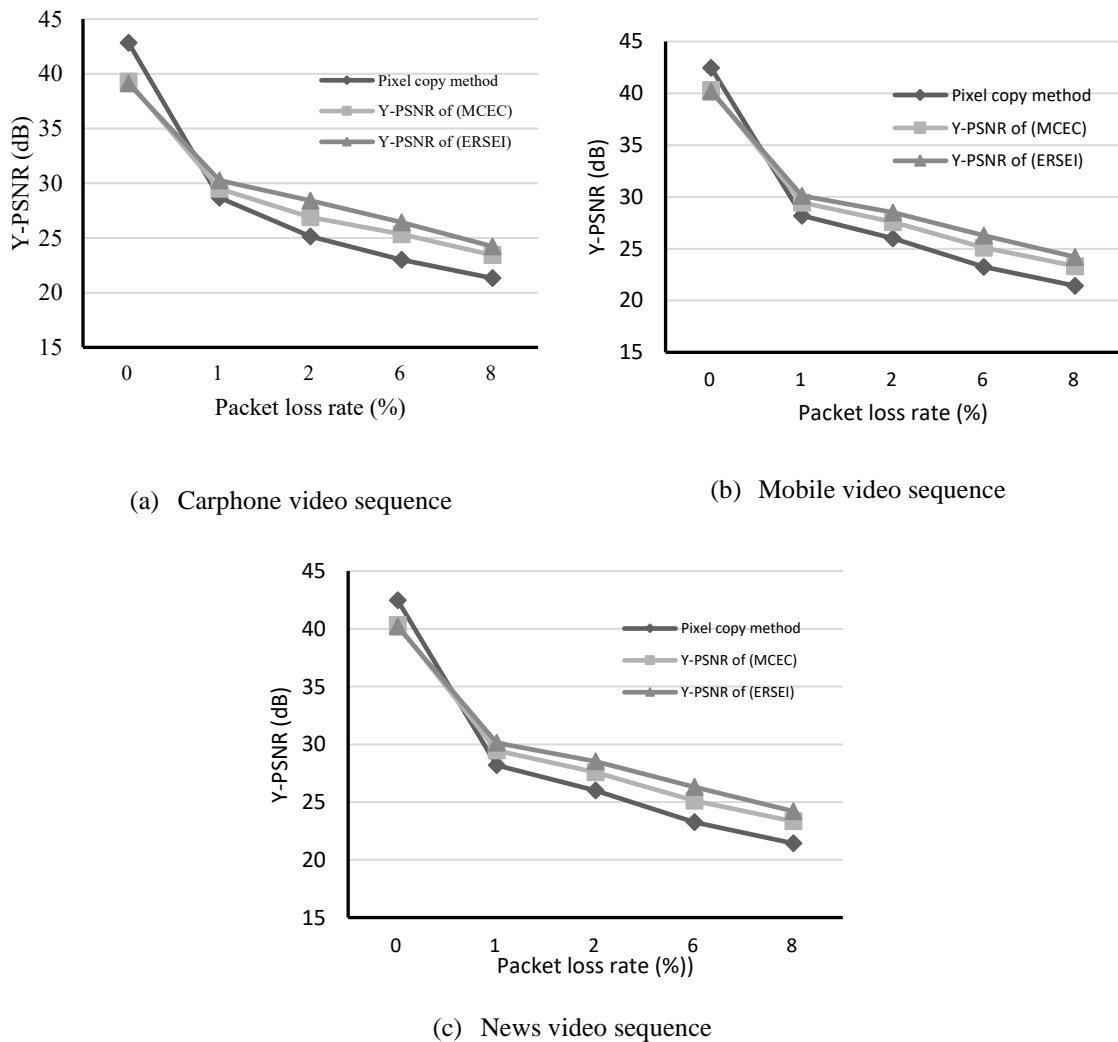 45
40
35
30
25
20
15
Y-PSNR (dB)
Pixel copy method
Y-PSNR of (MCEC)
Y-PSNR of (ERSEI)
0 1 2 6 8
Packet loss rate (%)
(a) Carphone video sequence
45
40
35
30
25
20
15
Y-PSNR (dB)
Pixel copy method
Y-PSNR of (MCEC)
Y-PSNR of (ERSEI)
0 1 2 6 8
Packet loss rate (%)
(b) Mobile video sequence
45
40
35
30
25
20
15
Y-PSNR (dB)
Pixel copy method
Y-PSNR of (MCEC)
Y-PSNR of (ERSEI)
0 1 2 6 8
Packet loss rate (%))
(c) News video sequence